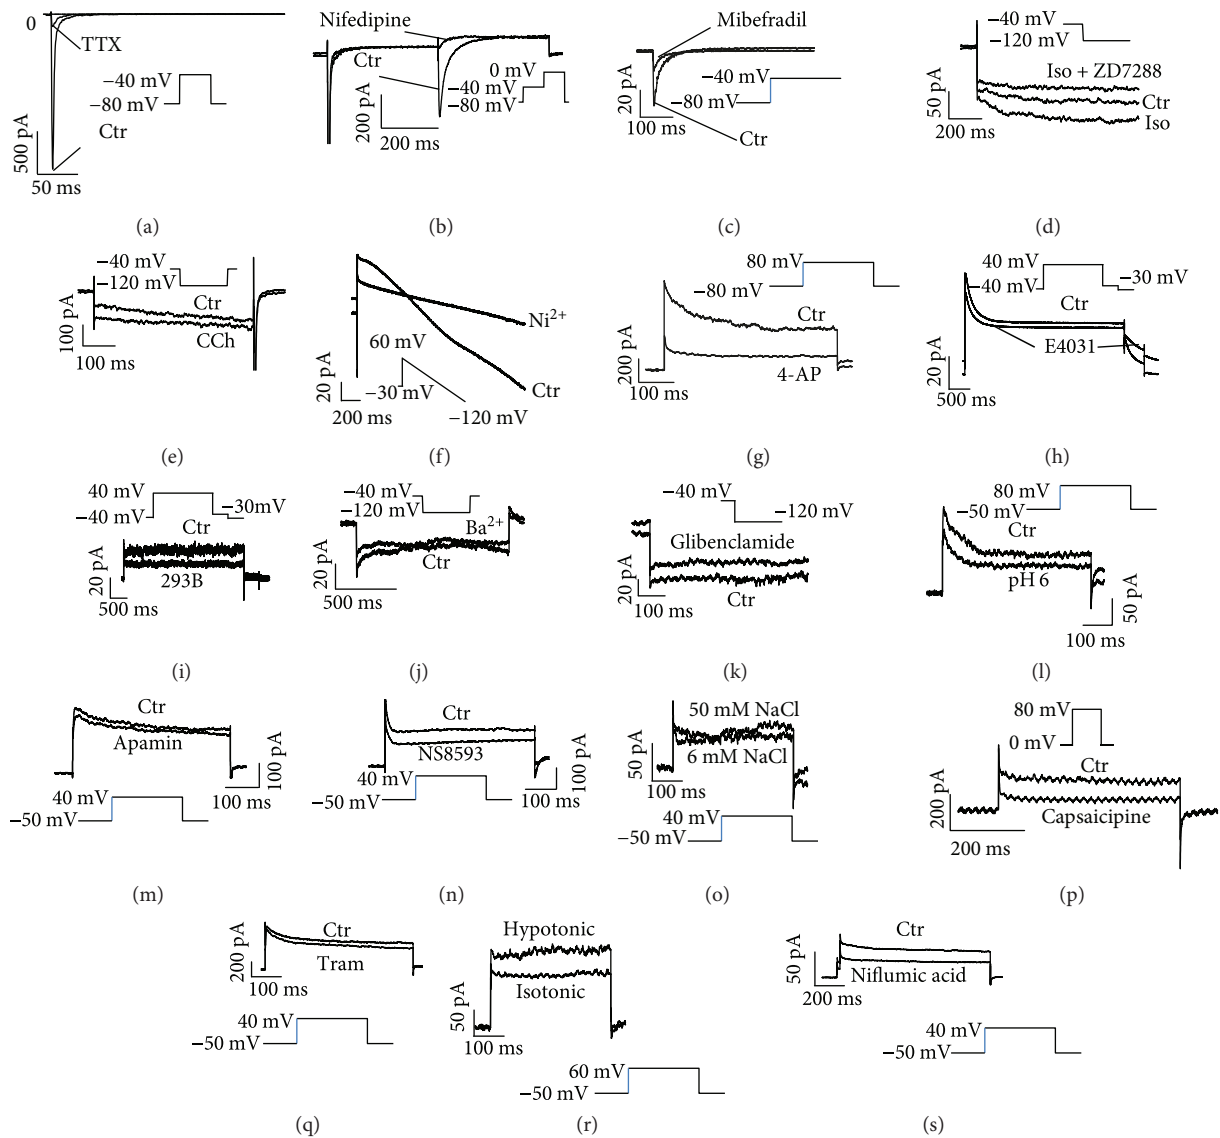 0
TTX
−40 mV
−80 mV
Ctr
500 pA
50 ms
(a)
Nifedipine
Ctr
0 mV
−40 mV
−80 mV
200 pA
200 ms
(b)
Mibefradil
−40 mV
−80 mV
20 pA
100 ms
Ctr
(c)
−40 mV
−120 mV
Iso + ZD7288
Ctr
Iso
50 pA
200 ms
(d)
−40 mV
−120 mV
Ctr
CCh
100 pA
100 ms
(e)
60 mV
−30 mV
−120 mV
Ni2+
Ctr
20 pA
200 ms
(f)
80 mV
−80 mV
Ctr
4-AP
200 pA
100 ms
(g)
40 mV
−40 mV
−30 mV
Ctr
E4031
20 pA
500 ms
(h)
40 mV
−40 mV
−30mV
Ctr
293B
20 pA
500 ms
(i)
−40 mV
−120 mV
Ba2+
Ctr
20 pA
500 ms
(j)
−40 mV
−120 mV
Glibenclamide
Ctr
20 pA
100 ms
(k)
80 mV
−50 mV
Ctr
pH 6
50 pA
100 ms
(l)
Ctr
Apamin
100 pA
100 ms
40 mV
−50 mV
(m)
Ctr
NS8593
100 pA
100 ms
40 mV
−50 mV
(n)
50 mM NaCl
6 mM NaCl
50 pA
100 ms
40 mV
−50 mV
(o)
80 mV
0 mV
Ctr
Capsaicipine
200 pA
200 ms
(p)
Ctr
Tram
200 pA
100 ms
40 mV
−50 mV
(q)
Hypotonic
Isotonic
50 pA
100 ms
60 mV
−50 mV
(r)
Ctr
Niflumic acid
50 pA
200 ms
40 mV
−50 mV
(s)